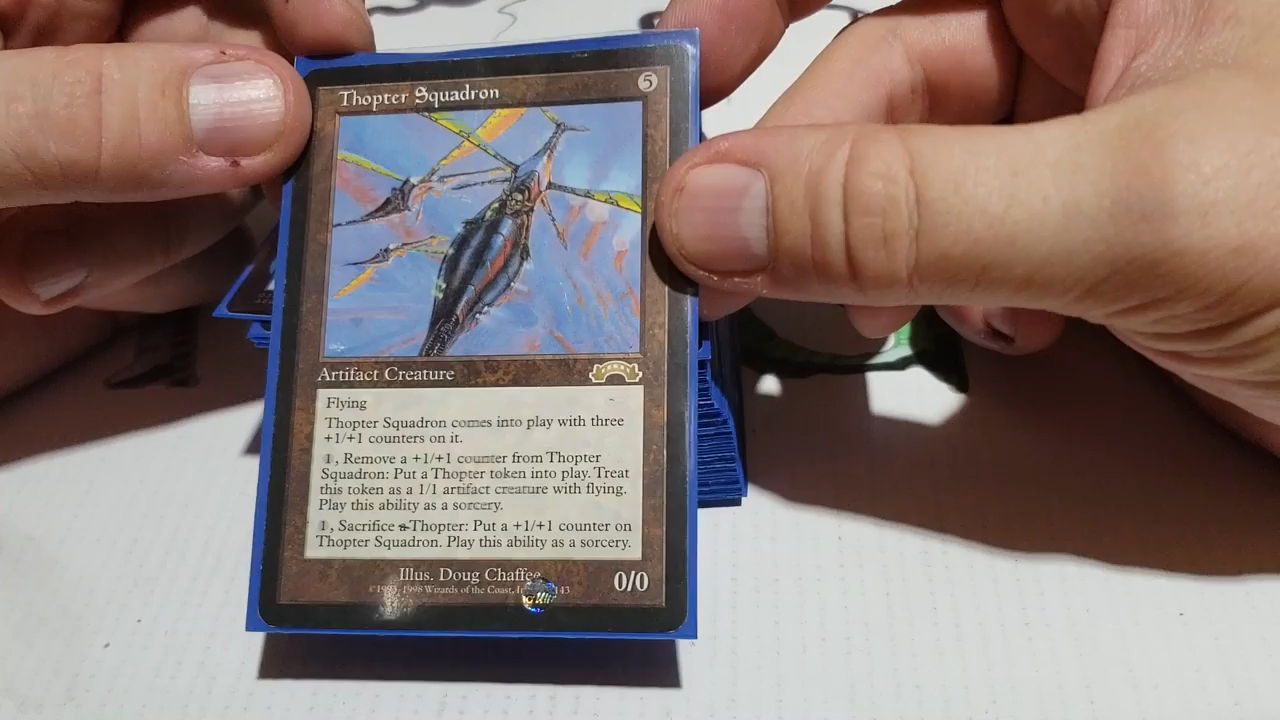 Thopter Squadron 5
Artifact Creature
Flying
Thopter Squadron comes into play with three
+1/+1 counters on it.
1, Remove a +1/+1 counter from Thopter
Squadron: Put a Thopter token into play. Treat
this token as a 1/1 artifact creature with flying.
Play this ability as a sorcery.
1, Sacrifice a Thopter: Put a +1/+1 counter on
Thopter Squadron. Play this ability as a sorcery.
Illus. Doug Chaffee
0/0
1998 Wizards of the Coast, 143